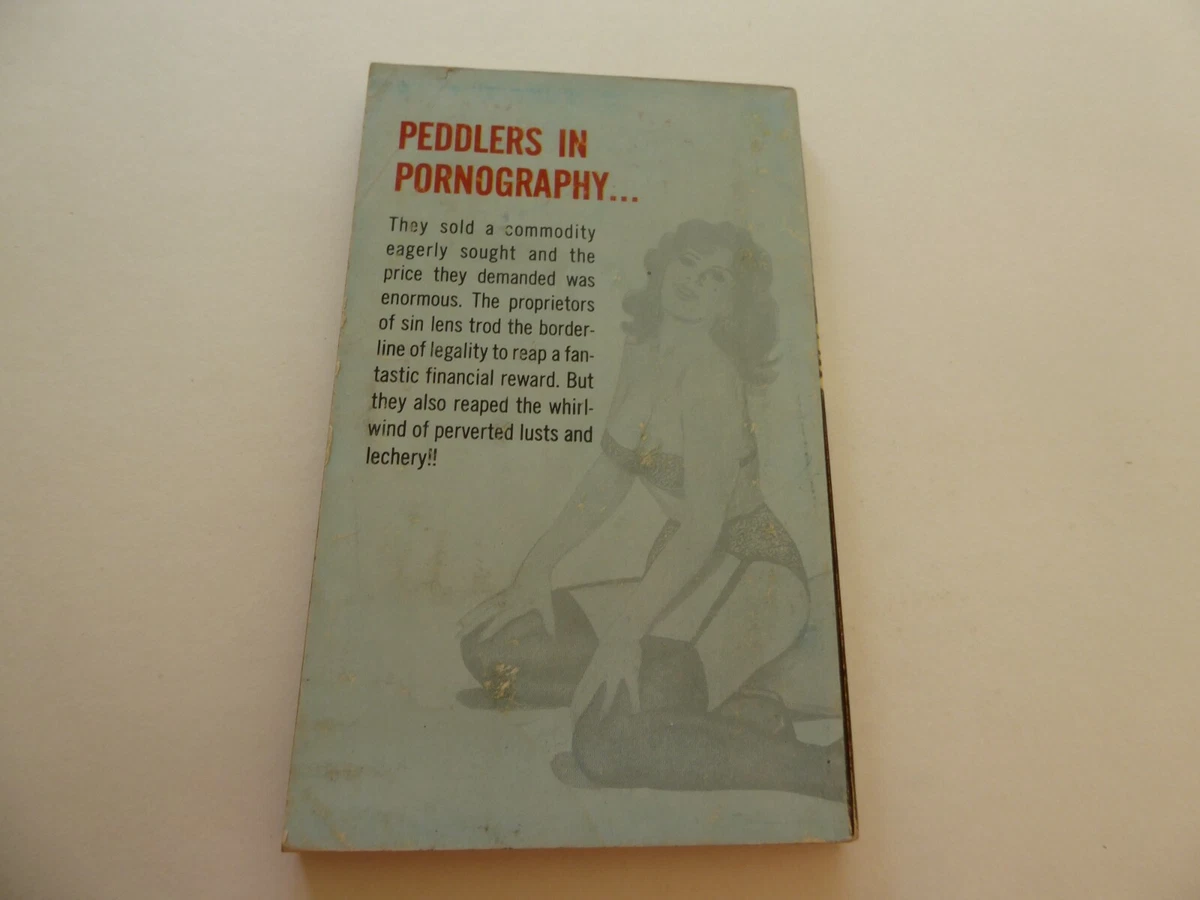 PEDDLERS IN
PORNOGRAPHY...
They sold a commodity
eagerly sought and the
price they demanded was
enormous. The proprietors
of sin lens trod the border-
line of legality to reap a fan-
tastic financial reward. But
they also reaped the whirl-
wind of perverted lusts and
lechery!!